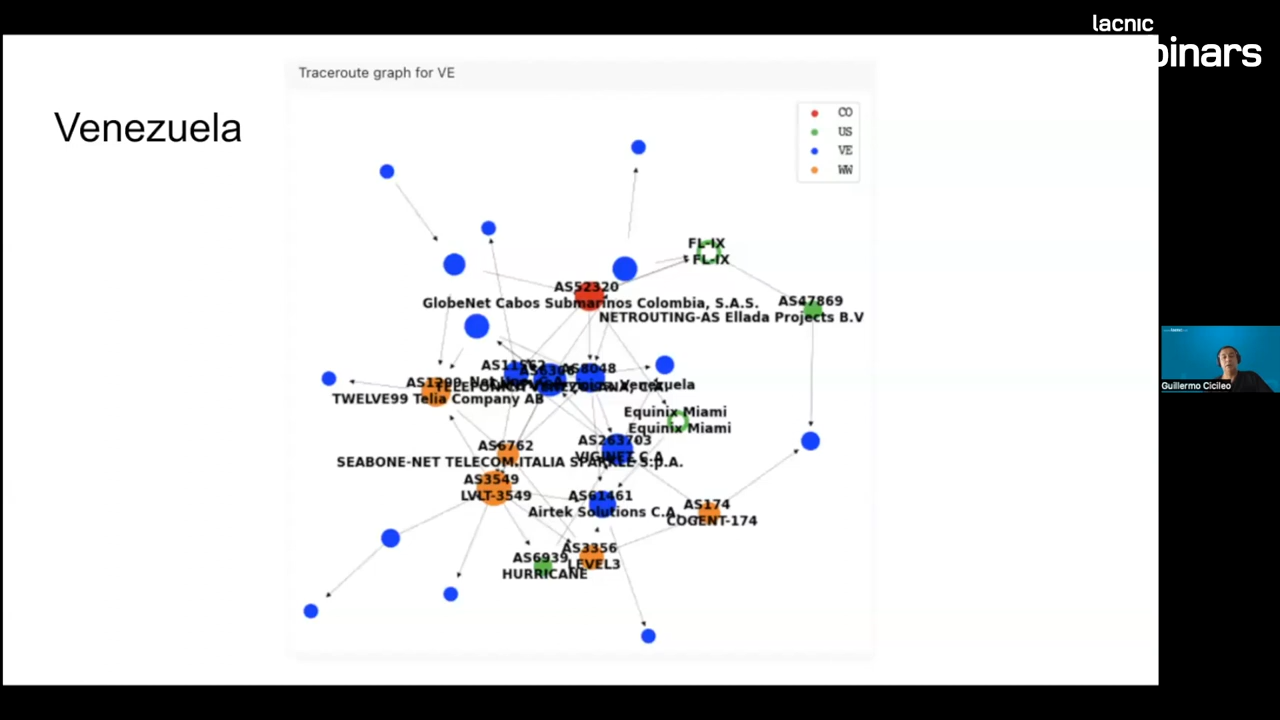 lacnic
binars
Traceroute graph for VE
Venezuela
CO
US
VE
WW
FL-IX
FL-IX
AS52320
GlobeNet Cabos Submarinos Colombia, S.A.S.
AS47869
NETROUTING-AS Ellada Projects B.V
AS11562
AS8048
AS1299
Venezuela
TWELVE99 Telia Company AB
Equinix Miami
Equinix Miami
AS263703
VIGINET C.A
AS6762
SEABONE-NET TELECOM ITALIA SPARKLE S.p.A.
AS3549
LVLT-3549
AS61461
Airtek Solutions C.A.
AS174
COGENT-174
AS3356
LEVEL3
AS6939
HURRICANE
Guillermo Cicileo